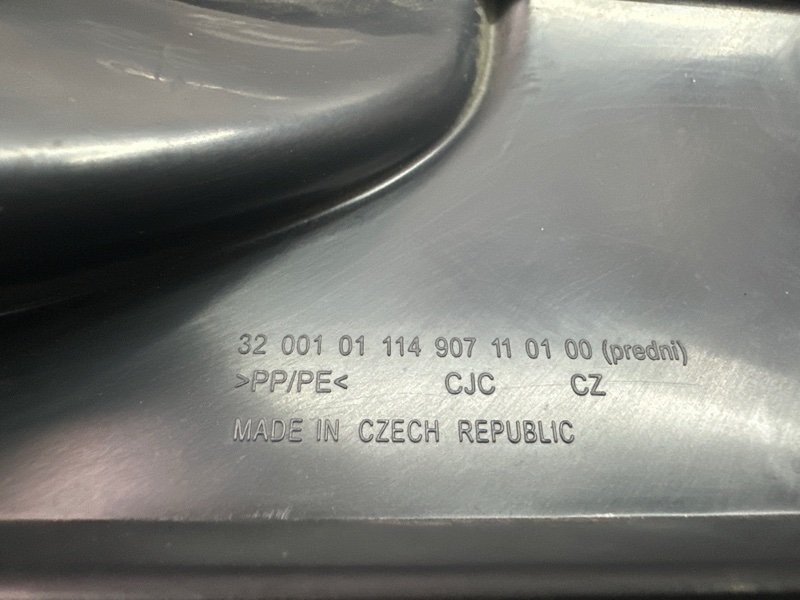 32 001 01 114 907 11 01 00 (predni)
>PP/PE< CJC CZ
MADE IN CZECH REPUBLIC